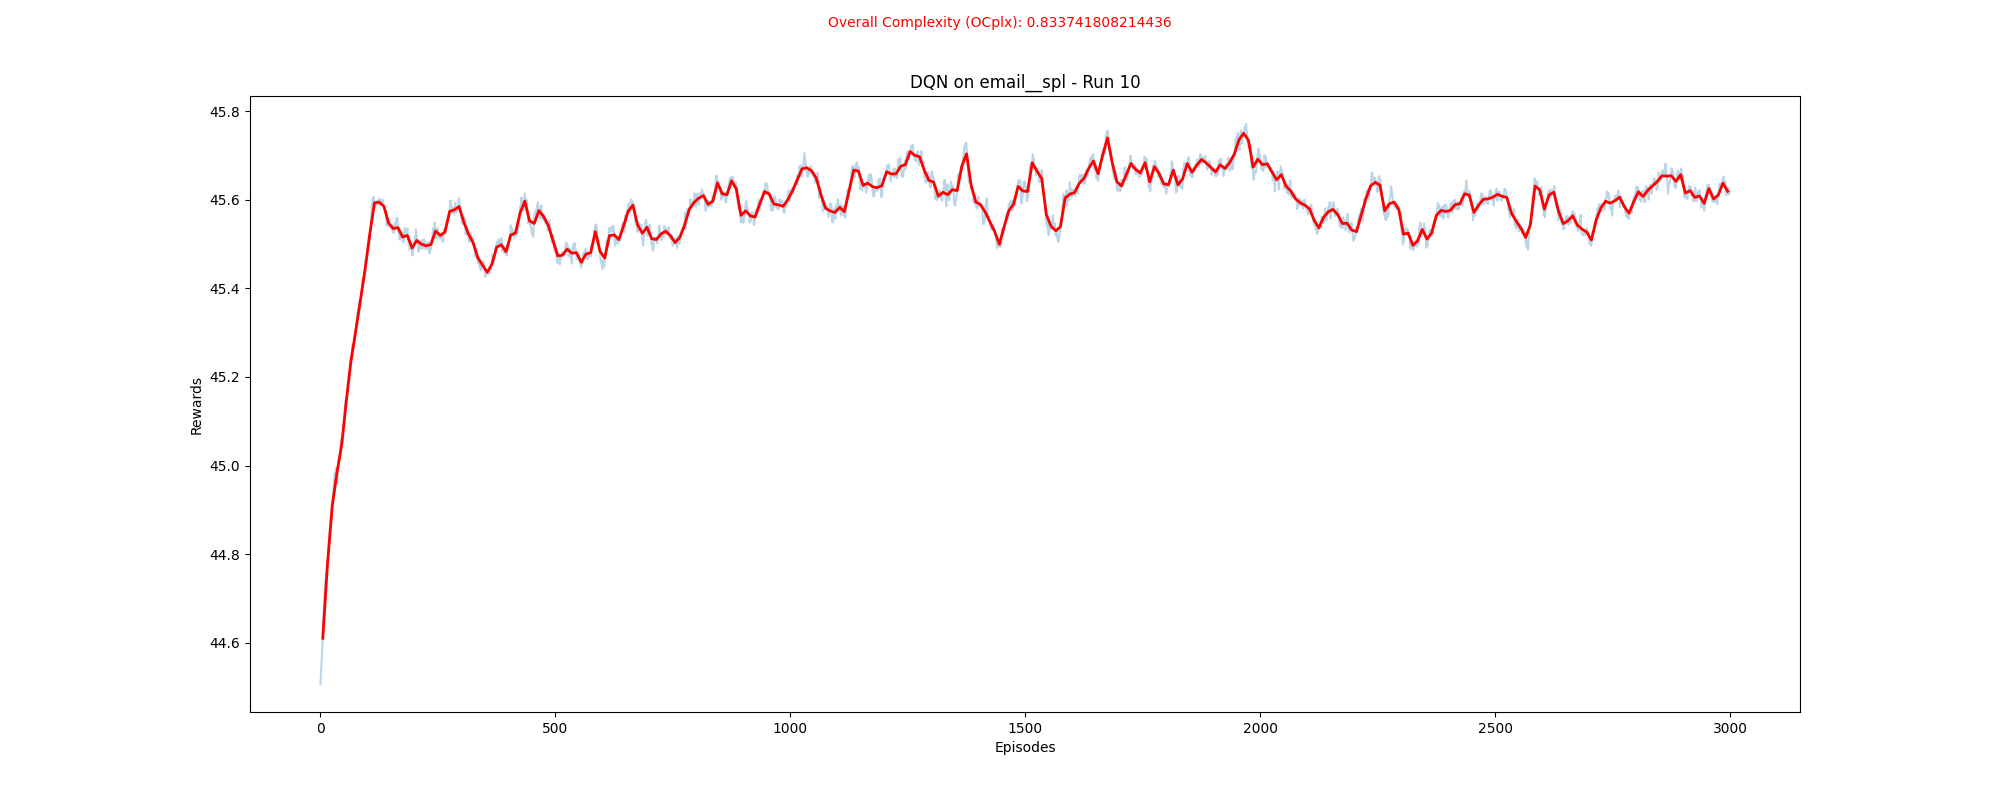 Overall Complexity (OCplx): 0.833741808214436
DQN on email__spl - Run 10
45.8
45.6
45.4
45.2
45.0
44.8
44.6
Rewards
0 500 1000 1500 2000 2500 3000
Episodes